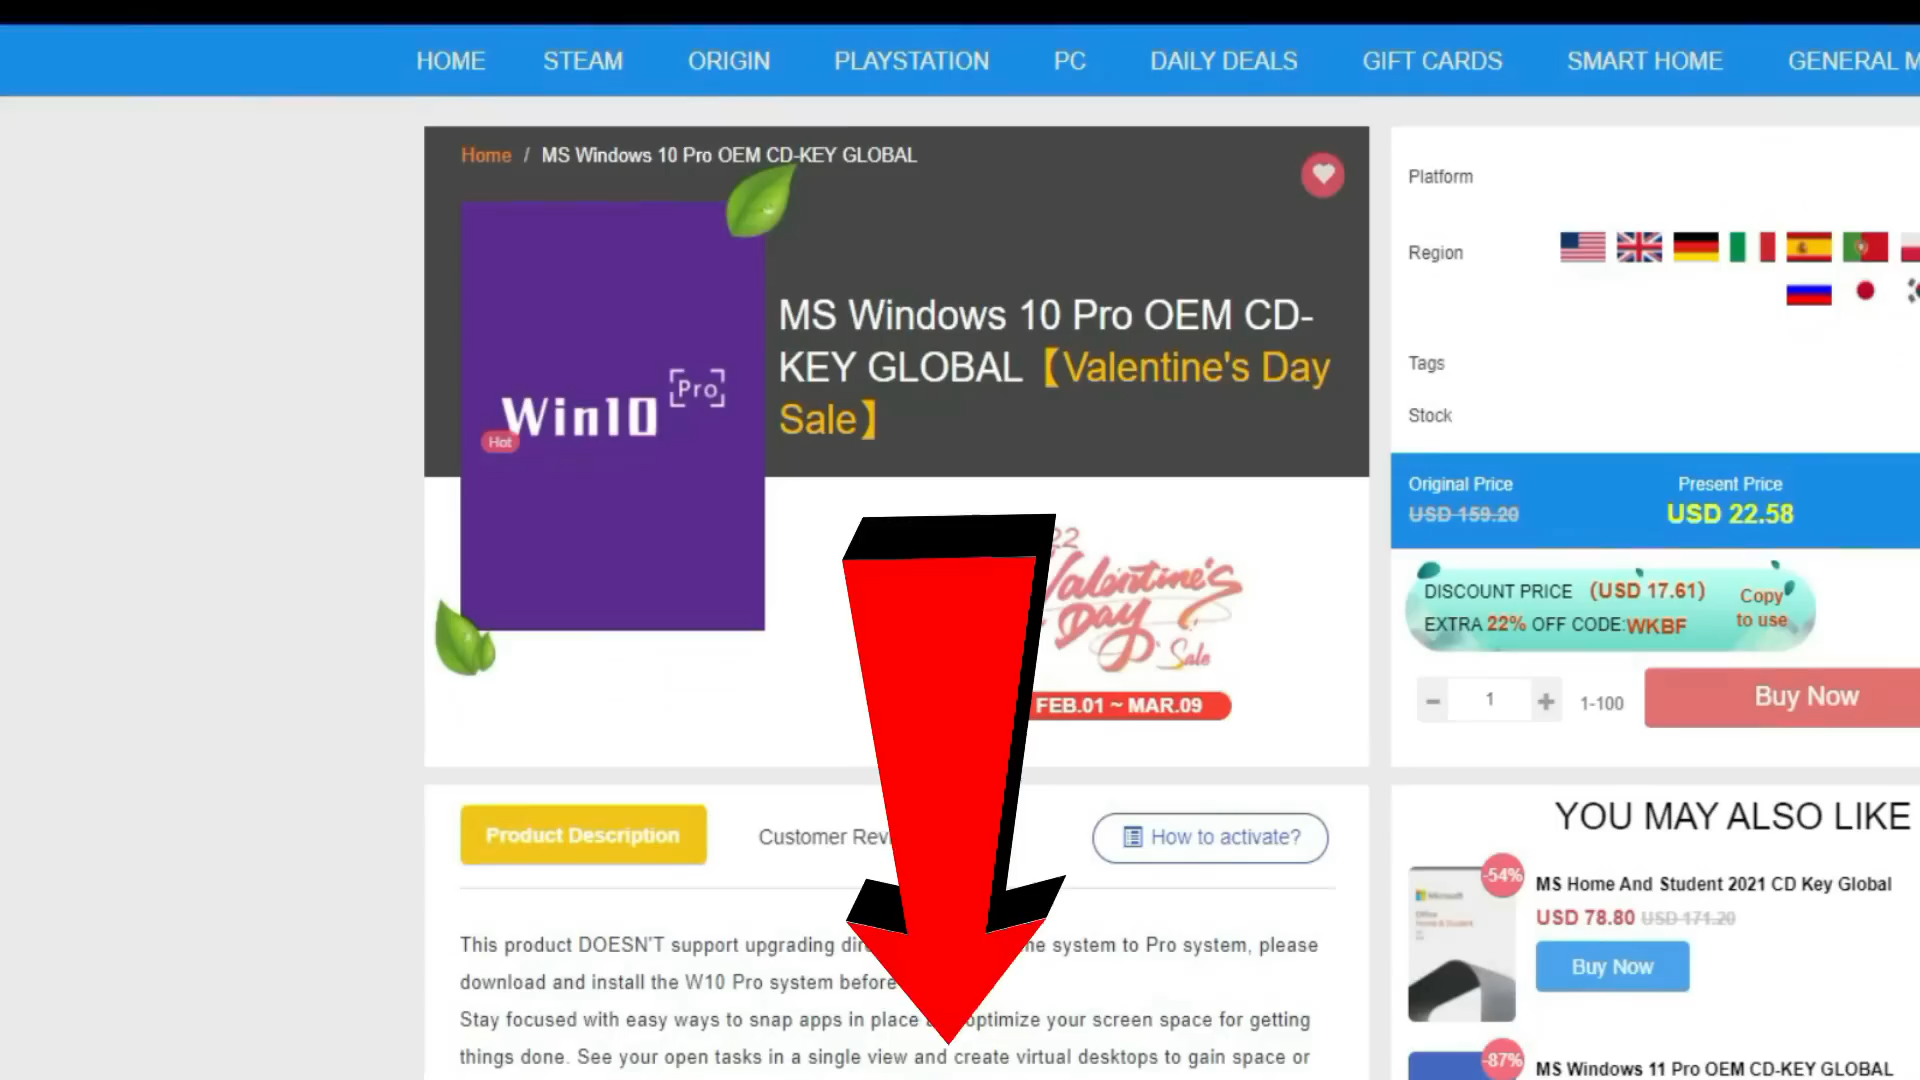 HOME STEAM ORIGIN PLAYSTATION PC DAILY DEALS GIFT CARDS SMART HOME GENERAL M
Home / MS Windows 10 Pro OEM CD-KEY GLOBAL
Win10 Pro
Hot
MS Windows 10 Pro OEM CD-
KEY GLOBAL【Valentine's Day
Sale】
22
Valentine's
Day
Sale
FEB.01 ~ MAR.09
Platform
Region
Tags
Stock
Original Price Present Price
USD 159.20 USD 22.58
DISCOUNT PRICE (USD 17.61)
EXTRA 22% OFF CODE:WKBF
Copy
to use
− 1 + 1-100 Buy Now
Product Description Customer Rev How to activate?
This product DOESN'T support upgrading system to Pro system, please
download and install the W10 Pro system before
Stay focused with easy ways to snap apps in place optimize your screen space for getting
things done. See your open tasks in a single view and create virtual desktops to gain space or
YOU MAY ALSO LIKE
-54%
Microsoft
Office
Home & Student
MS Home And Student 2021 CD Key Global
USD 78.80 USD 171.20
Buy Now
-87%
MS Windows 11 Pro OEM CD-KEY GLOBAL